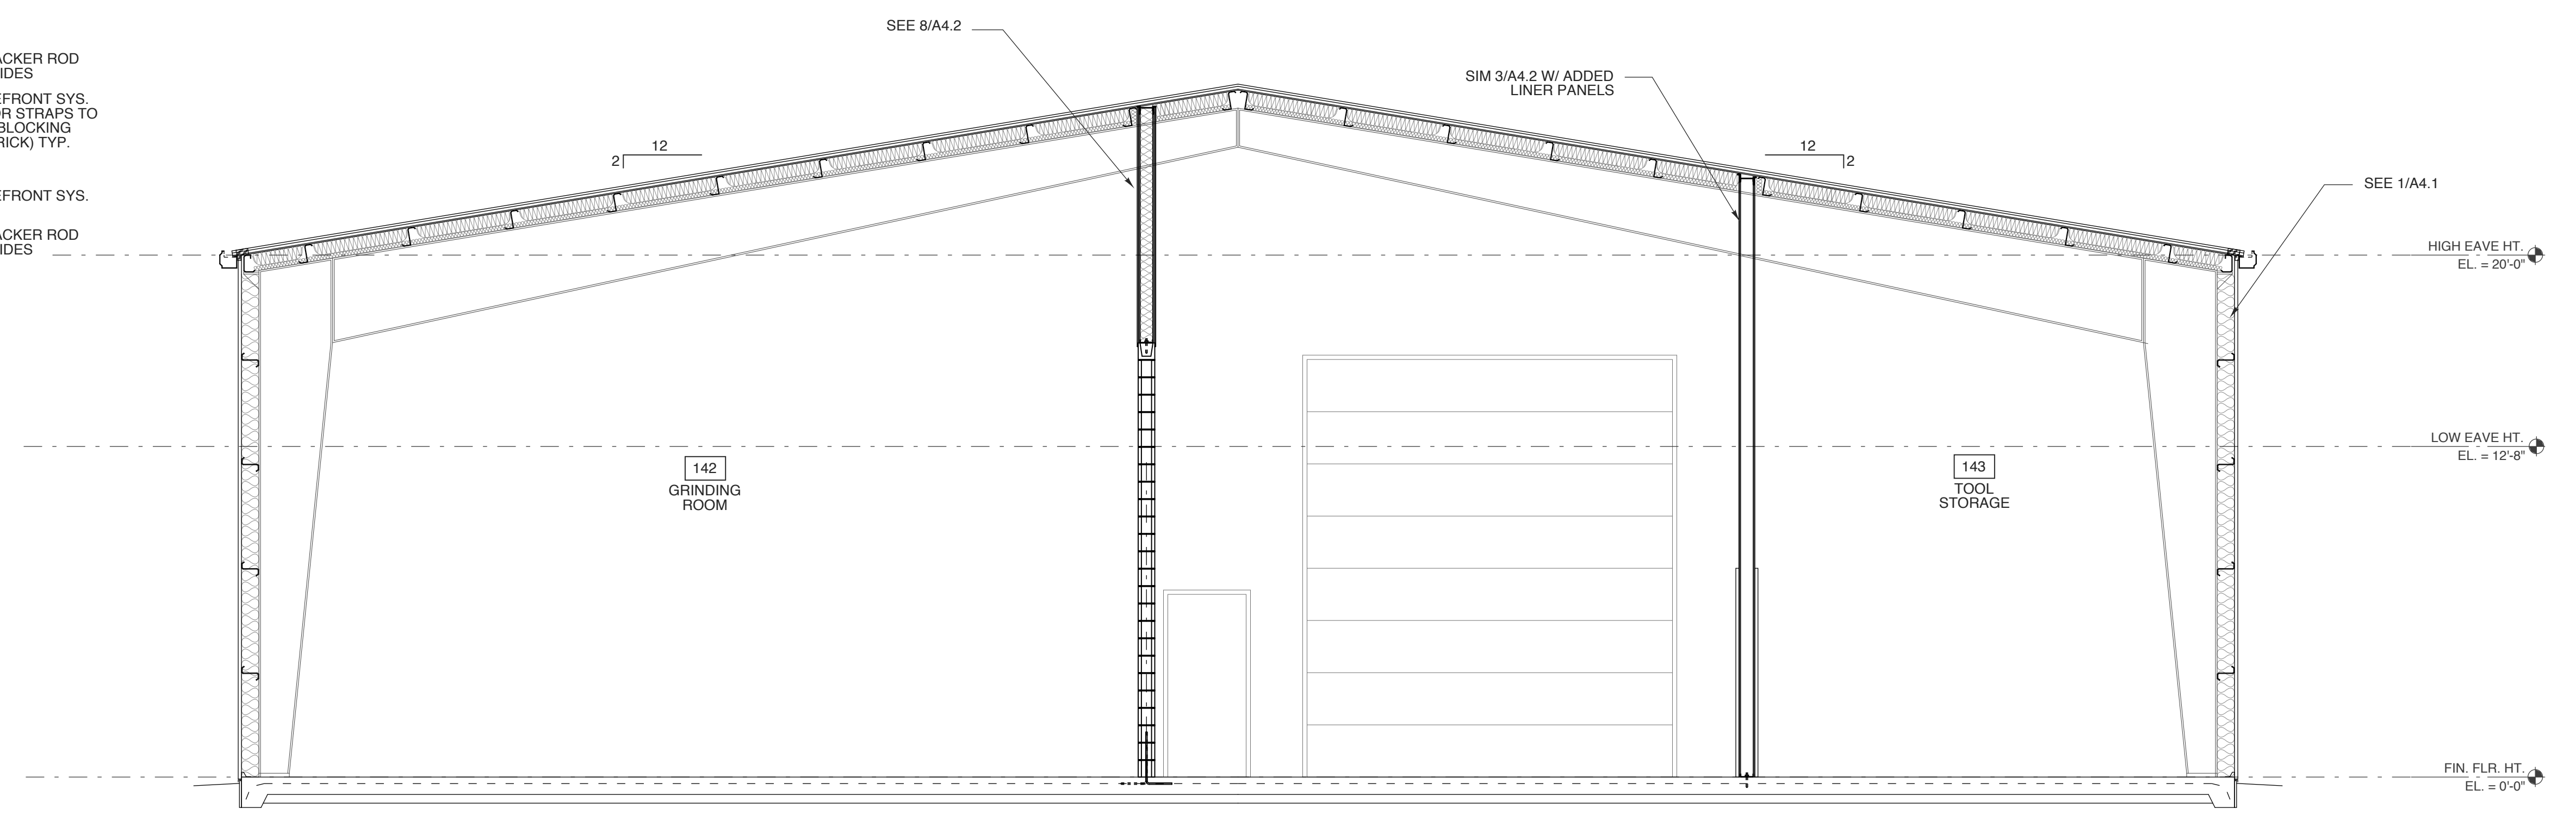 SEE 8/A4.2
ACKER ROD
IDES
SIM 3/A4.2 W/ ADDED
LINER PANELS
EFRONT SYS.
OR STRAPS TO
BLOCKING
RICK) TYP.
12
2
12
2
SEE 1/A4.1
EFRONT SYS.
ACKER ROD
IDES
HIGH EAVE HT.
EL. = 20'-0"
LOW EAVE HT.
EL. = 12'-8"
142
GRINDING
ROOM
143
TOOL
STORAGE
FIN. FLR. HT.
EL. = 0'-0"